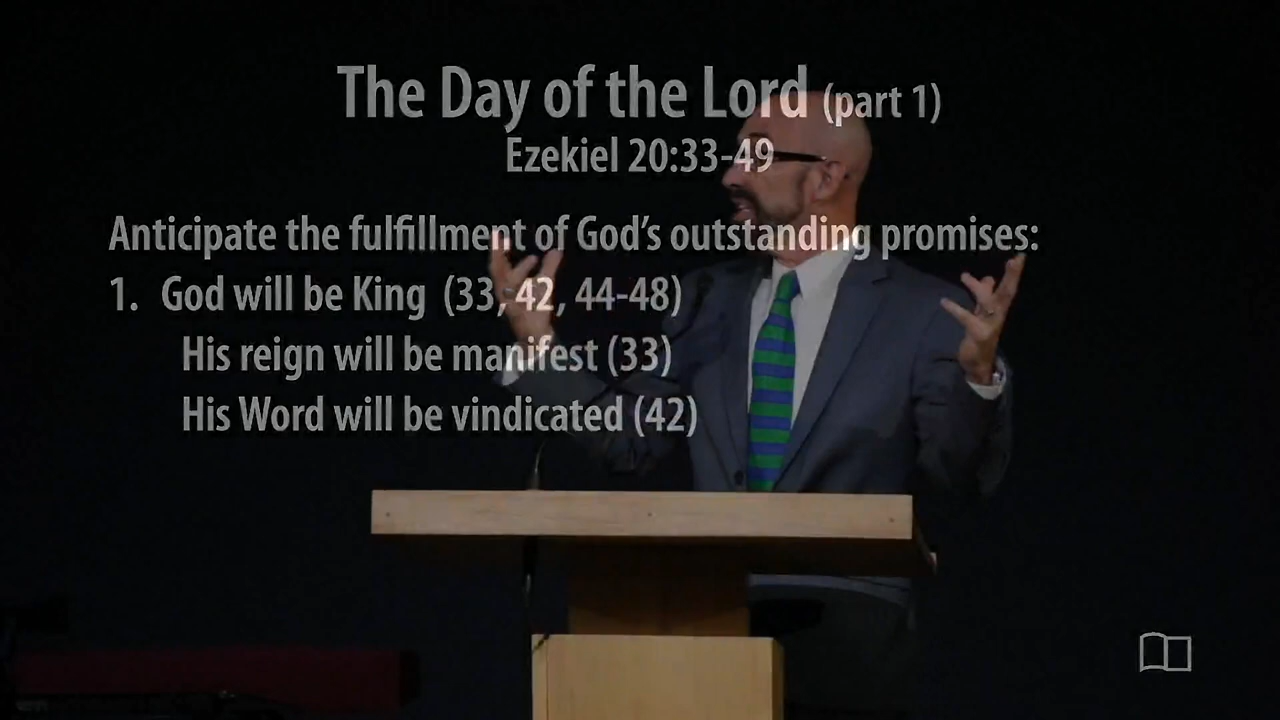 The Day of the Lord (part 1)
Ezekiel 20:33-49
Anticipate the fulfillment of God's outstanding promises:
1. God will be King (33, 42, 44-48)
His reign will be manifest (33)
His Word will be vindicated (42)